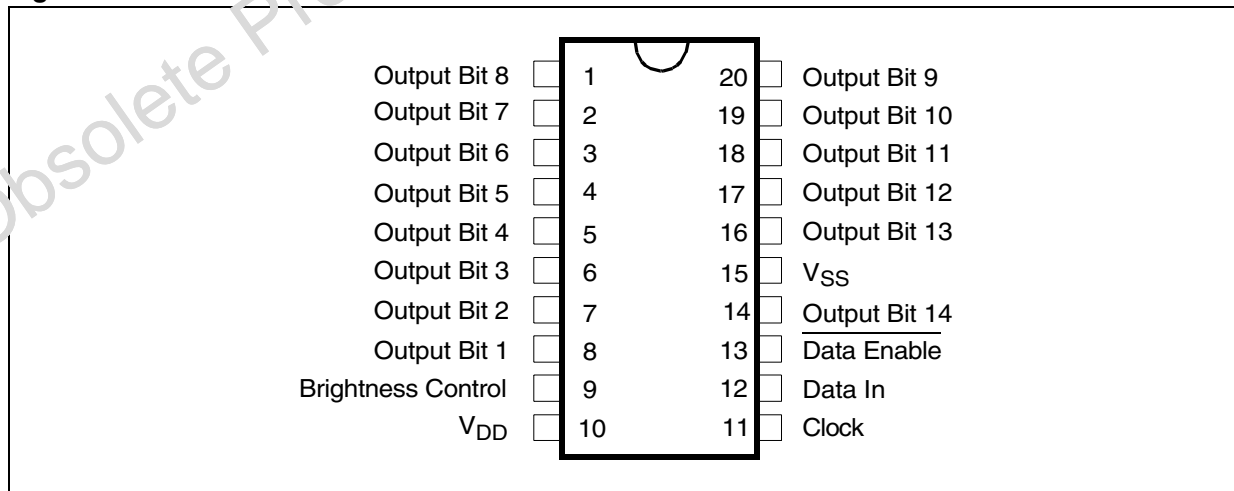 Obsolete Pro
Output Bit 8 1 20 Output Bit 9
Output Bit 7 2 19 Output Bit 10
Output Bit 6 3 18 Output Bit 11
Output Bit 5 4 17 Output Bit 12
Output Bit 4 5 16 Output Bit 13
Output Bit 3 6 15 VSS
Output Bit 2 7 14 Output Bit 14
Output Bit 1 8 13 Data Enable
Brightness Control 9 12 Data In
VDD 10 11 Clock